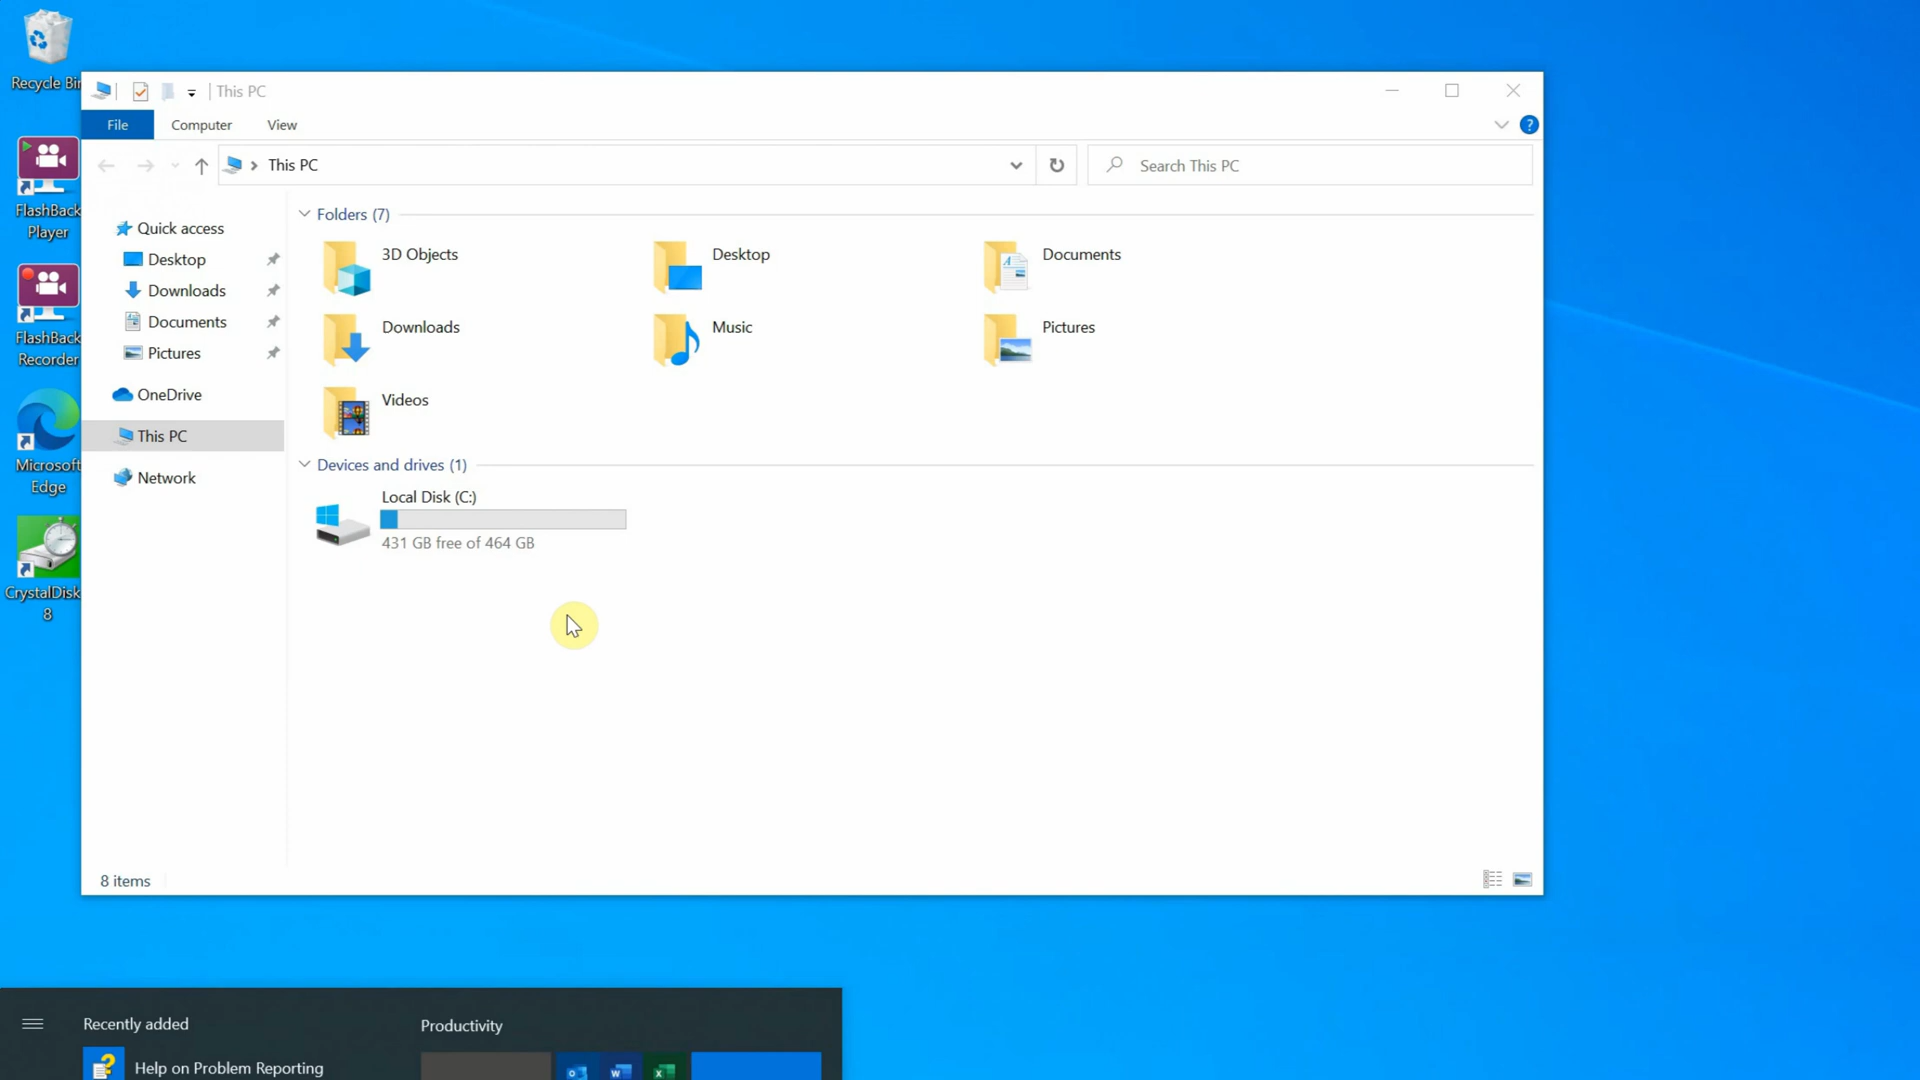 Recycle Bin
FlashBack
Player
FlashBack
Recorder
Microsoft
Edge
CrystalDisk
8
This PC
File
Computer
View
This PC
Search This PC
Quick access
Desktop
Downloads
Documents
Pictures
OneDrive
This PC
Network
Folders (7)
3D Objects
Desktop
Documents
Downloads
Music
Pictures
Videos
Devices and drives (1)
Local Disk (C:)
431 GB free of 464 GB
8 items
Recently added
Productivity
Help on Problem Reporting